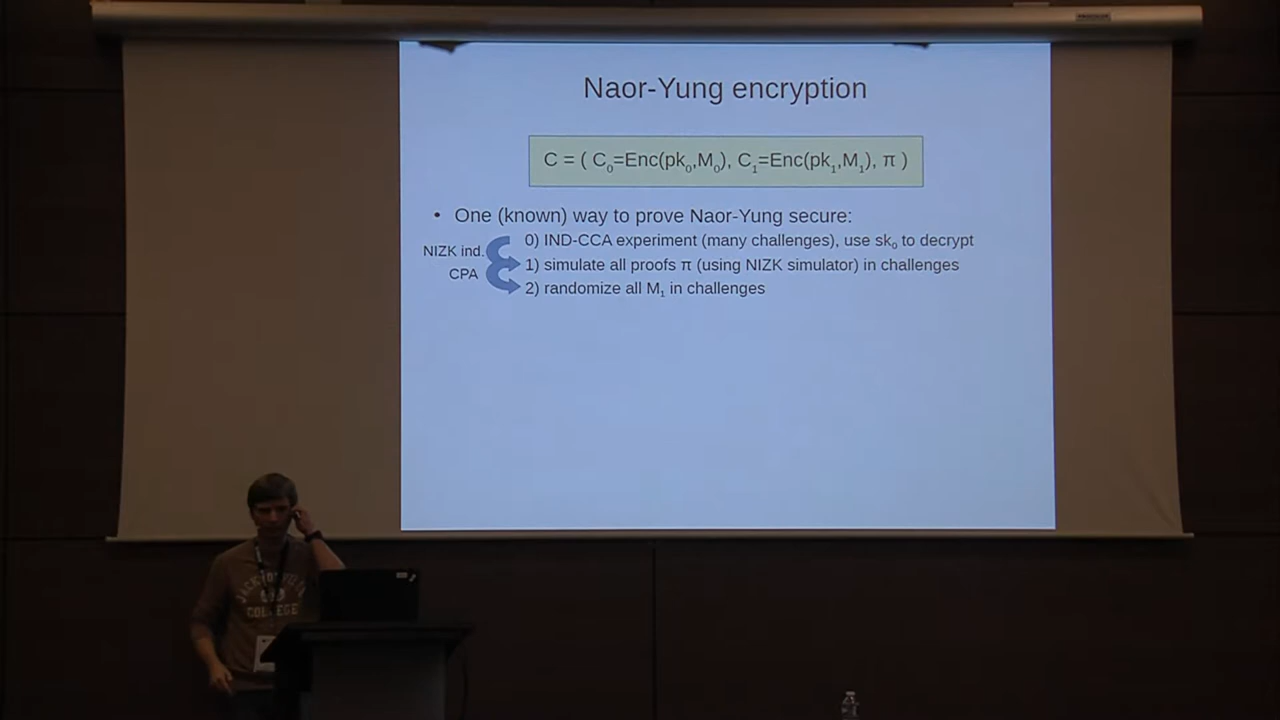 Naor-Yung encryption
C = ( C₀=Enc(pk₀,M₀), C₁=Enc(pk₁,M₁), π )
• One (known) way to prove Naor-Yung secure:
0) IND-CCA experiment (many challenges), use sk₀ to decrypt
NIZK ind.
1) simulate all proofs π (using NIZK simulator) in challenges
CPA
2) randomize all M₁ in challenges
COLLEGE